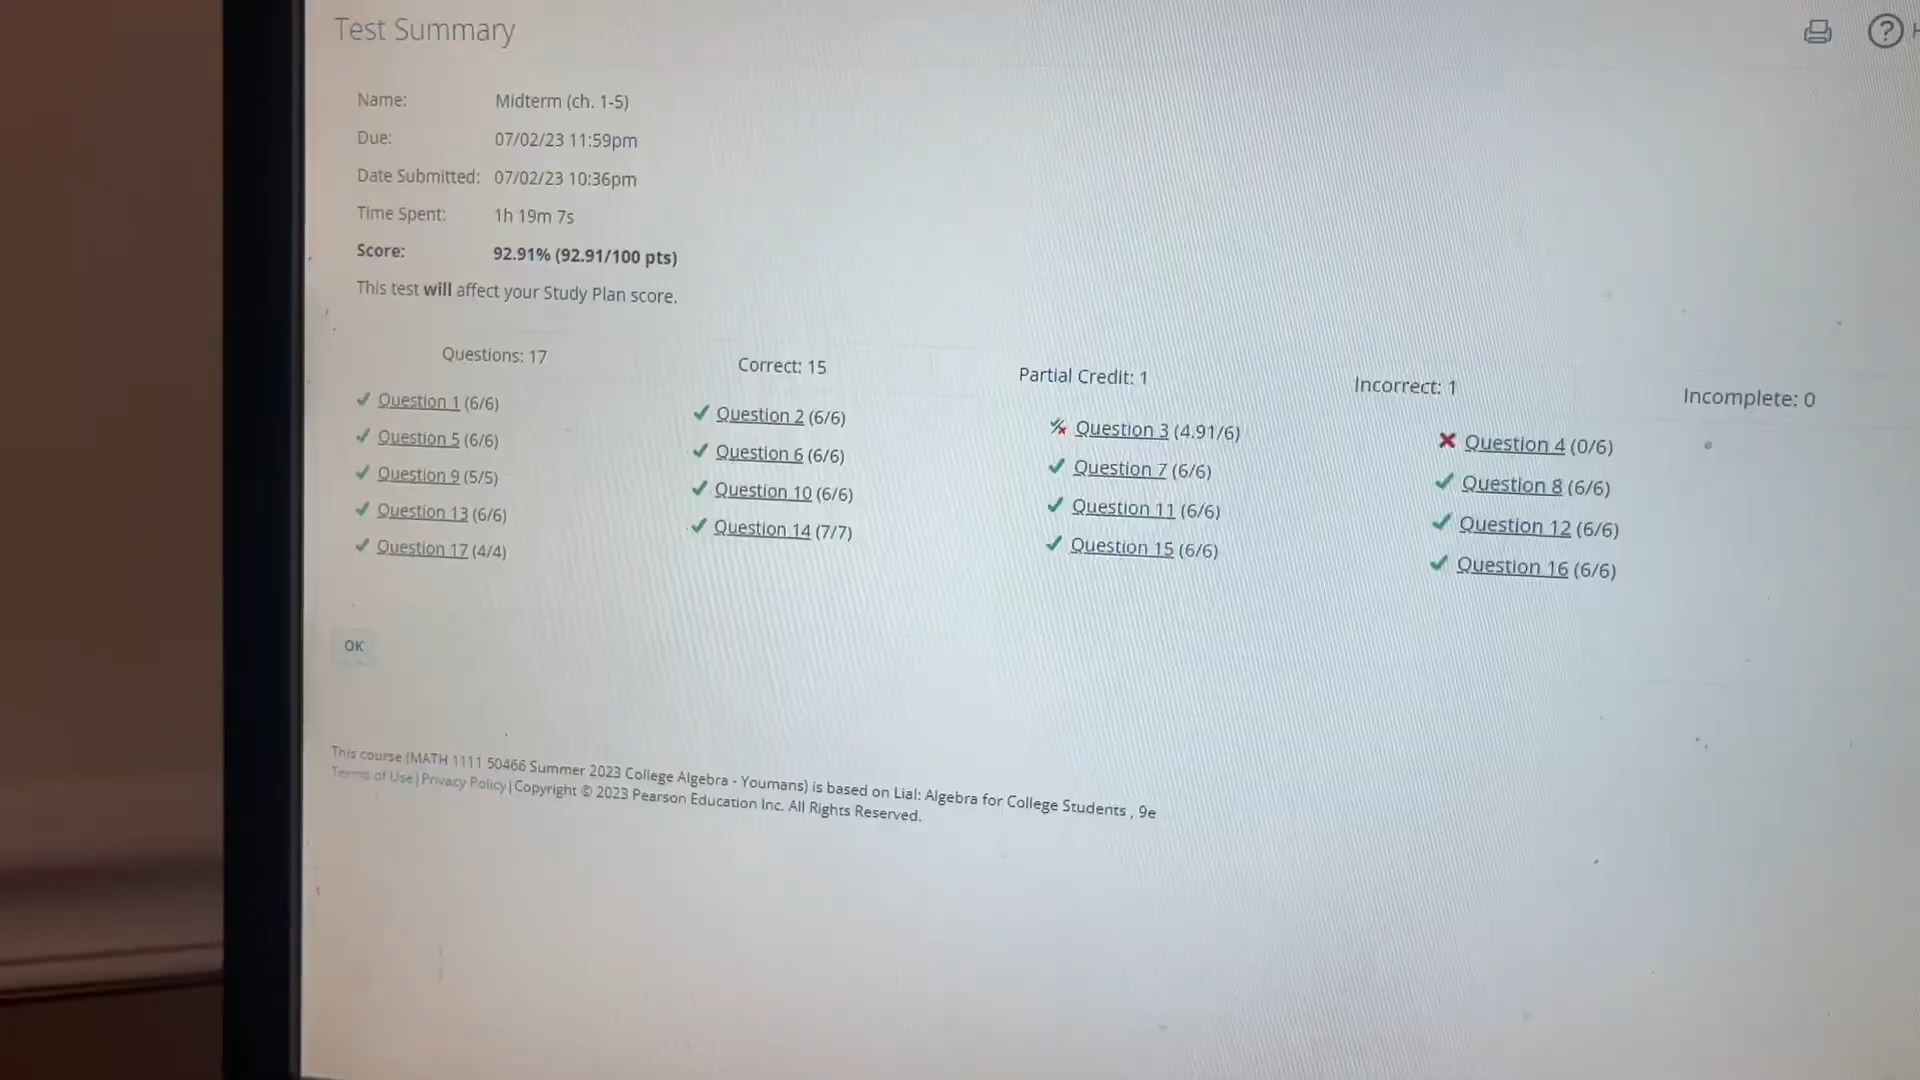 Test Summary
Name: Midterm (ch. 1-5)
Due: 07/02/23 11:59pm
Date Submitted: 07/02/23 10:36pm
Time Spent: 1h 19m 7s
Score: 92.91% (92.91/100 pts)
This test will affect your Study Plan score.
Questions: 17 Correct: 15 Partial Credit: 1 Incorrect: 1 Incomplete: 0
Question 1 (6/6) Question 2 (6/6) Question 3 (4.91/6) Question 4 (0/6)
Question 5 (6/6) Question 6 (6/6) Question 7 (6/6) Question 8 (6/6)
Question 9 (5/5) Question 10 (6/6) Question 11 (6/6) Question 12 (6/6)
Question 13 (6/6) Question 14 (7/7) Question 15 (6/6) Question 16 (6/6)
Question 17 (4/4)
OK
This course (MATH 1111 50466 Summer 2023 College Algebra - Youmans) is based on Lial: Algebra for College Students , 9e
Terms of Use | Privacy Policy | Copyright © 2023 Pearson Education Inc. All Rights Reserved.